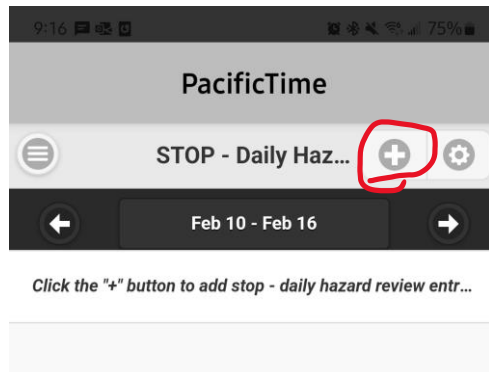 9:16 75%
PacificTime
STOP - Daily Haz...
Feb 10 - Feb 16
Click the "+" button to add stop - daily hazard review entr...